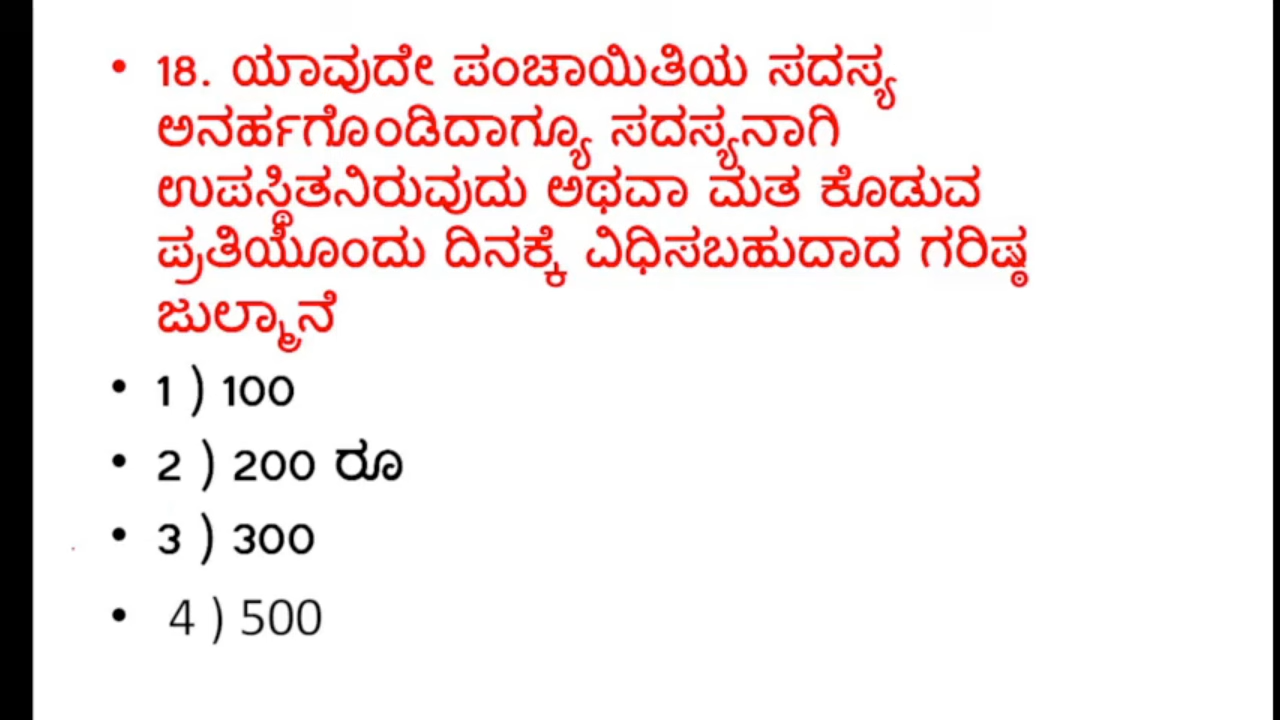 • 18. ಯಾವುದೇ ಪಂಚಾಯಿತಿಯ ಸದಸ್ಯ
ಅನರ್ಹಗೊಂಡಿದಾಗ್ಯೂ ಸದಸ್ಯನಾಗಿ
ಉಪಸ್ಥಿತನಿರುವುದು ಅಥವಾ ಮತ ಕೊಡುವ
ಪ್ರತಿಯೊಂದು ದಿನಕ್ಕೆ ವಿಧಿಸಬಹುದಾದ ಗರಿಷ್ಠ
ಜುಲ್ಮಾನೆ
• 1 ) 100
• 2 ) 200 ರೂ
• 3 ) 300
• 4 ) 500